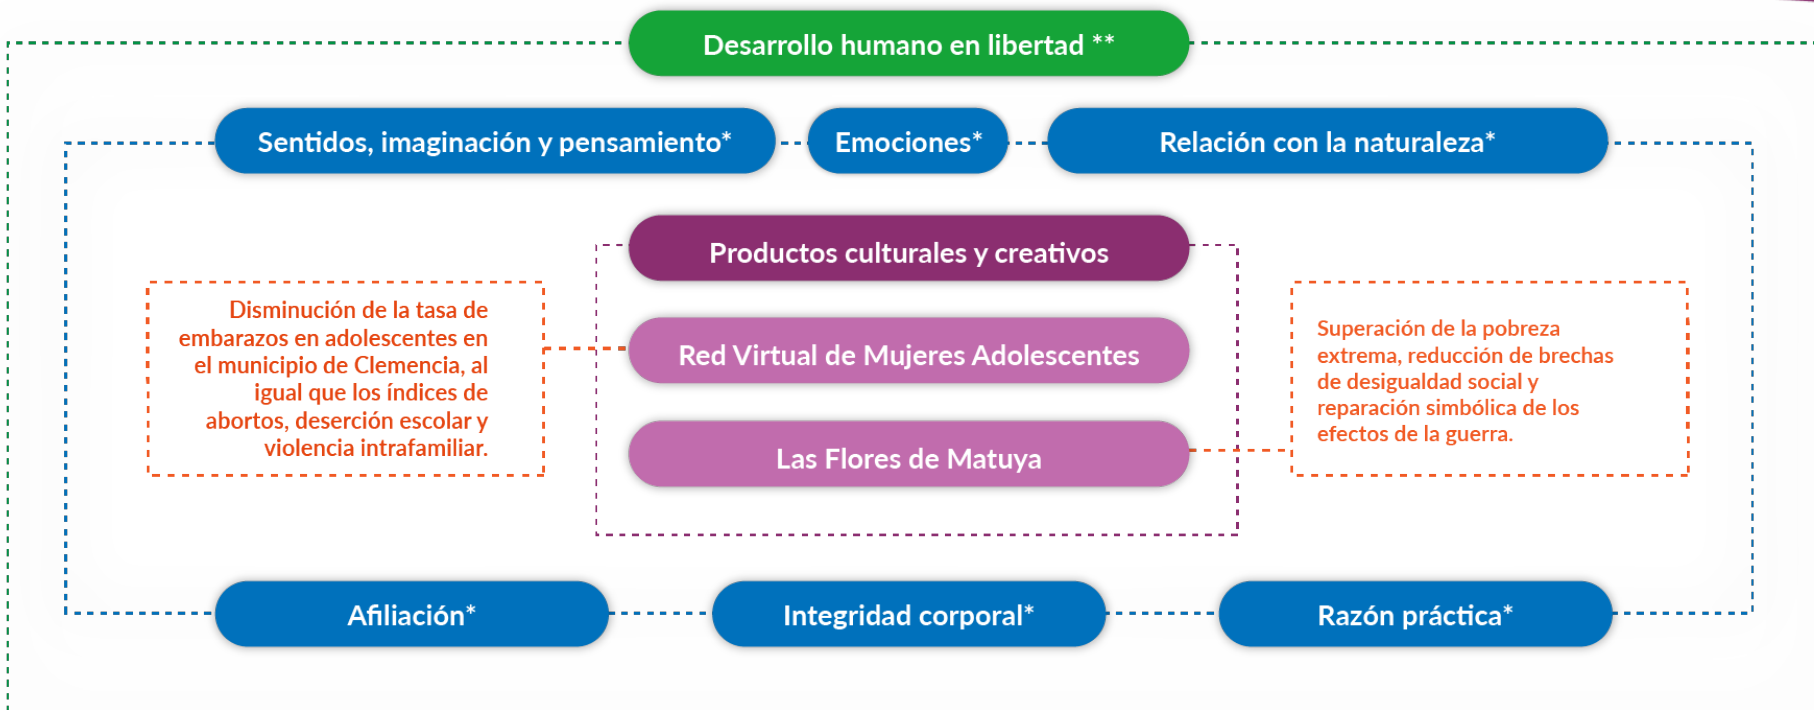 Desarrollo humano en libertad **
Sentidos, imaginación y pensamiento*
Emociones*
Relación con la naturaleza*
Productos culturales y creativos
Disminución de la tasa de
embarazos en adolescentes en
el municipio de Clemencia, al
igual que los índices de
abortos, deserción escolar y
violencia intrafamiliar.
Red Virtual de Mujeres Adolescentes
Las Flores de Matuya
Superación de la pobreza
extrema, reducción de brechas
de desigualdad social y
reparación simbólica de los
efectos de la guerra.
Afiliación*
Integridad corporal*
Razón práctica*